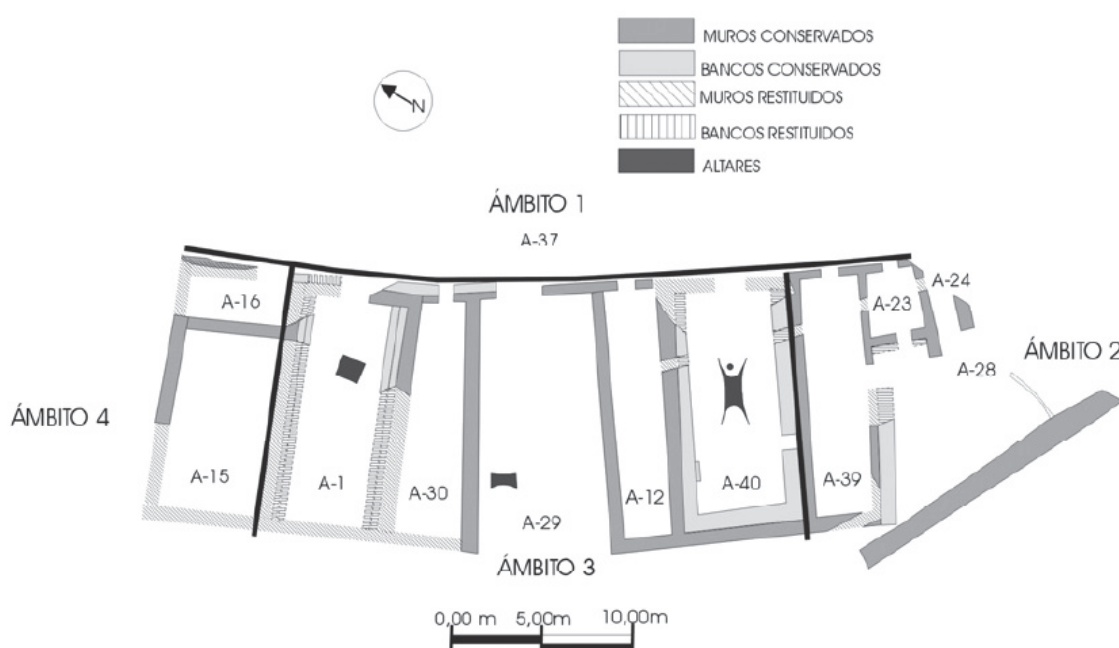 MUROS CONSERVADOS
BANCOS CONSERVADOS
MUROS RESTITUIDOS
BANCOS RESTITUIDOS
ALTARES
N
ÁMBITO 1
A-37
A-16
A-24
A-23
A-28
ÁMBITO 2
ÁMBITO 4
A-15
A-1
A-30
A-29
A-12
A-40
A-39
ÁMBITO 3
0,00 m 5,00m 10,00m